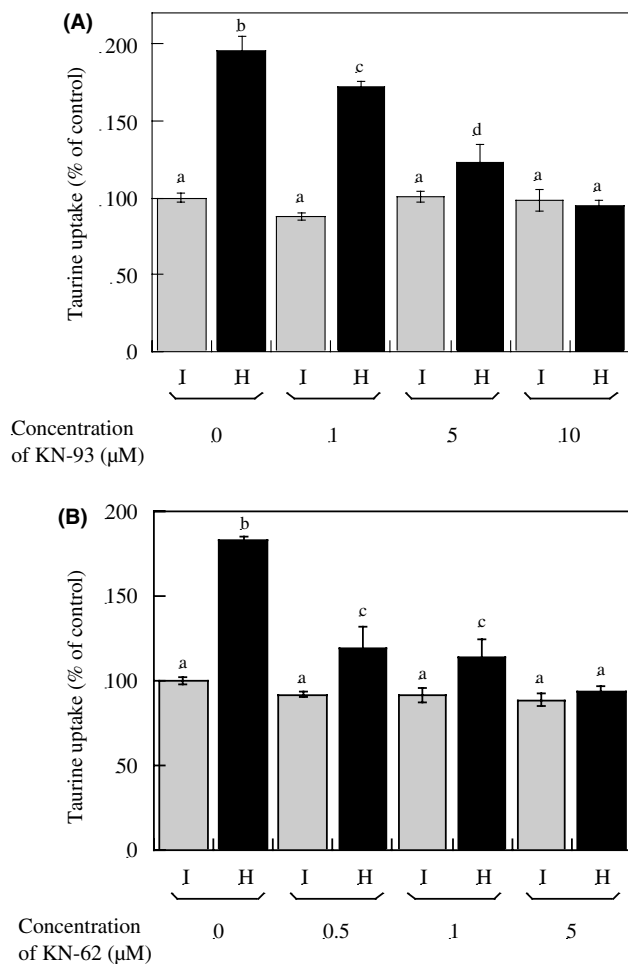 (A)
Taurine uptake (% of control)
200
150
100
50
0
b
c
d
a
a
a
a
a
I H I H I H I H
Concentration
of KN-93 (µM)
0 1 5 10
(B)
Taurine uptake (% of control)
200
150
100
50
0
b
c
c
a
a
a
a
a
I H I H I H I H
Concentration
of KN-62 (µM)
0 0.5 1 5